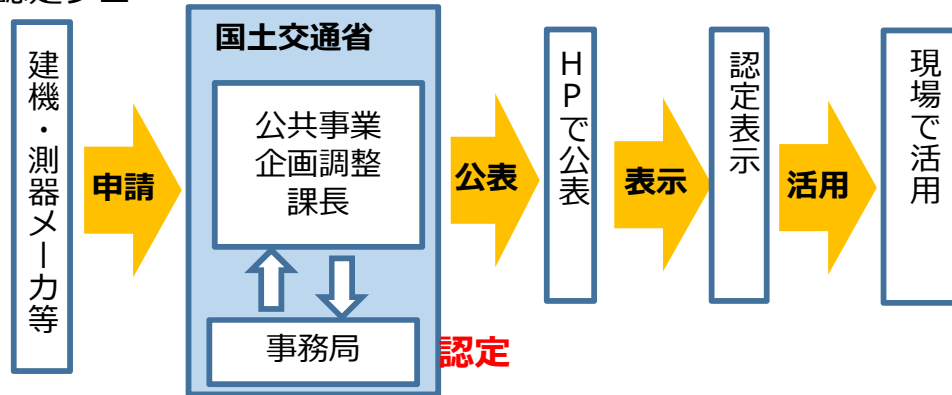 建機・測器メーカ等
申請
国土交通省
公共事業
企画調整
課長
事務局
認定
公表
HPで公表
表示
認定表示
活用
現場で活用